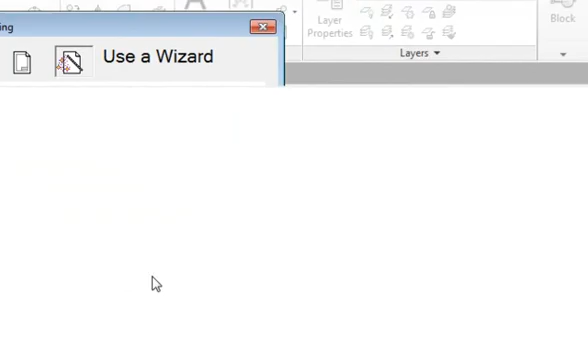 ing
Use a Wizard
Layer
Properties
Layers
Block